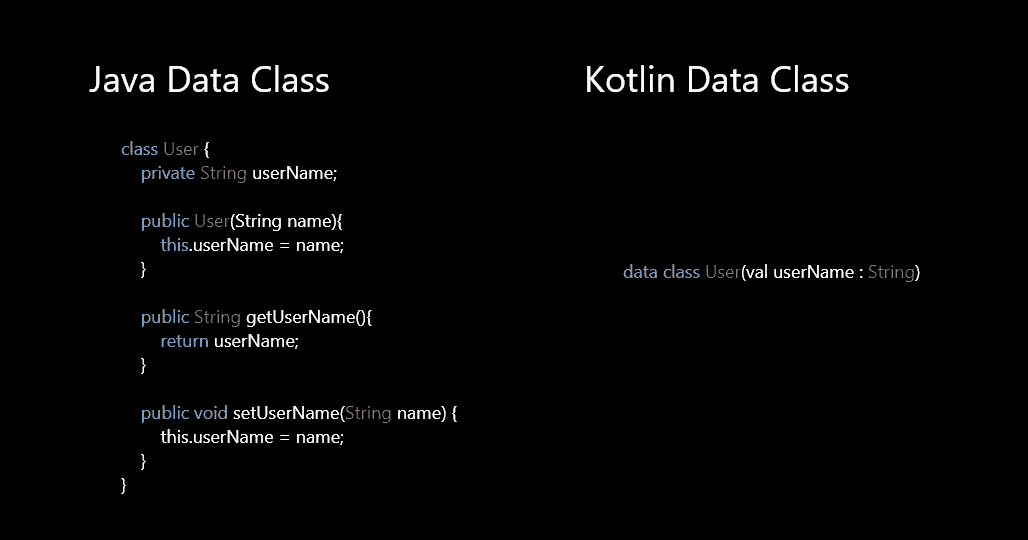 Java Data Class
class User {
private String userName;
public User(String name){
this.userName = name;
}
public String getUserName(){
return userName;
}
public void setUserName(String name) {
this.userName = name;
}
}
Kotlin Data Class
data class User(val userName : String)